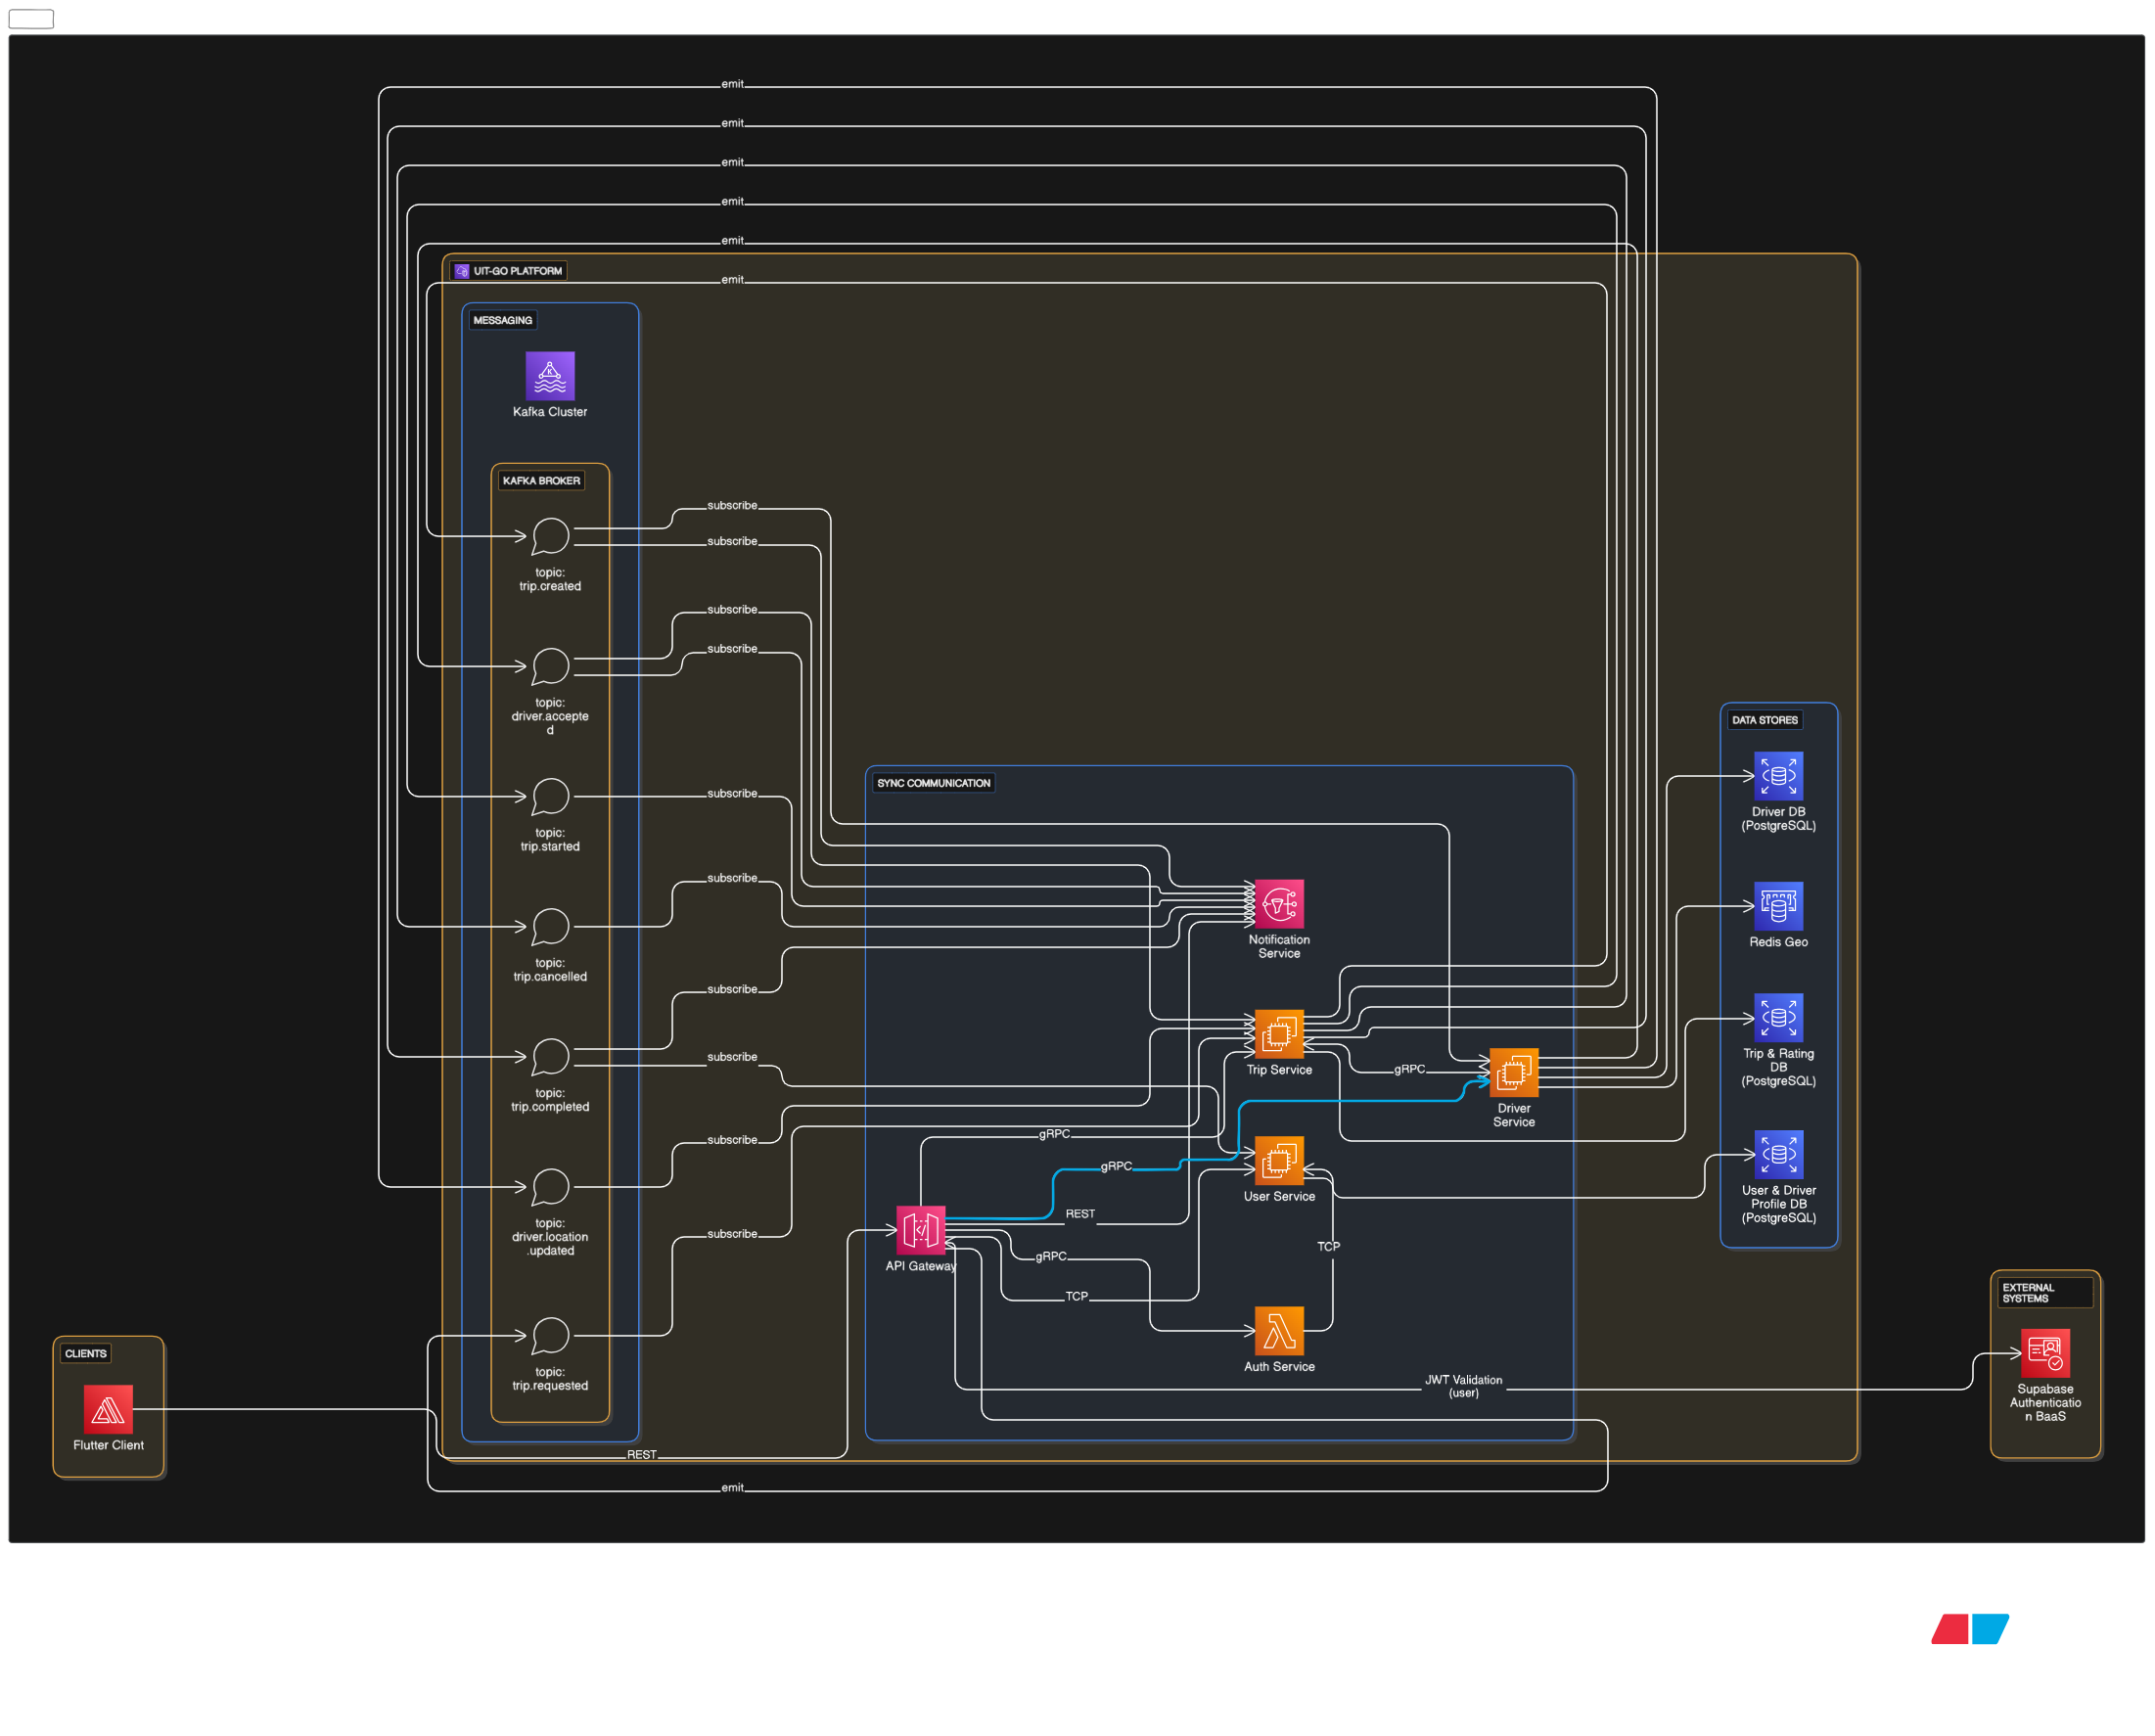 emit
emit
emit
emit
emit
UIT-GO PLATFORM
emit
MESSAGING
Kafka Cluster
KAFKA BROKER
subscribe
subscribe
topic:
trip.created
subscribe
subscribe
topic:
driver.accepte
d
subscribe
topic:
trip.started
subscribe
topic:
trip.cancelled
subscribe
subscribe
topic:
trip.completed
subscribe
topic:
driver.location
.updated
subscribe
topic:
trip.requested
SYNC COMMUNICATION
Notification
Service
Trip Service
gRPC
Driver
Service
gRPC
gRPC
User Service
REST
API Gateway
gRPC
TCP
TCP
Auth Service
JWT Validation
(user)
DATA STORES
Driver DB
(PostgreSQL)
Redis Geo
Trip & Rating
DB
(PostgreSQL)
User & Driver
Profile DB
(PostgreSQL)
EXTERNAL
SYSTEMS
Supabase
Authenticatio
n BaaS
CLIENTS
Flutter Client
REST
emit